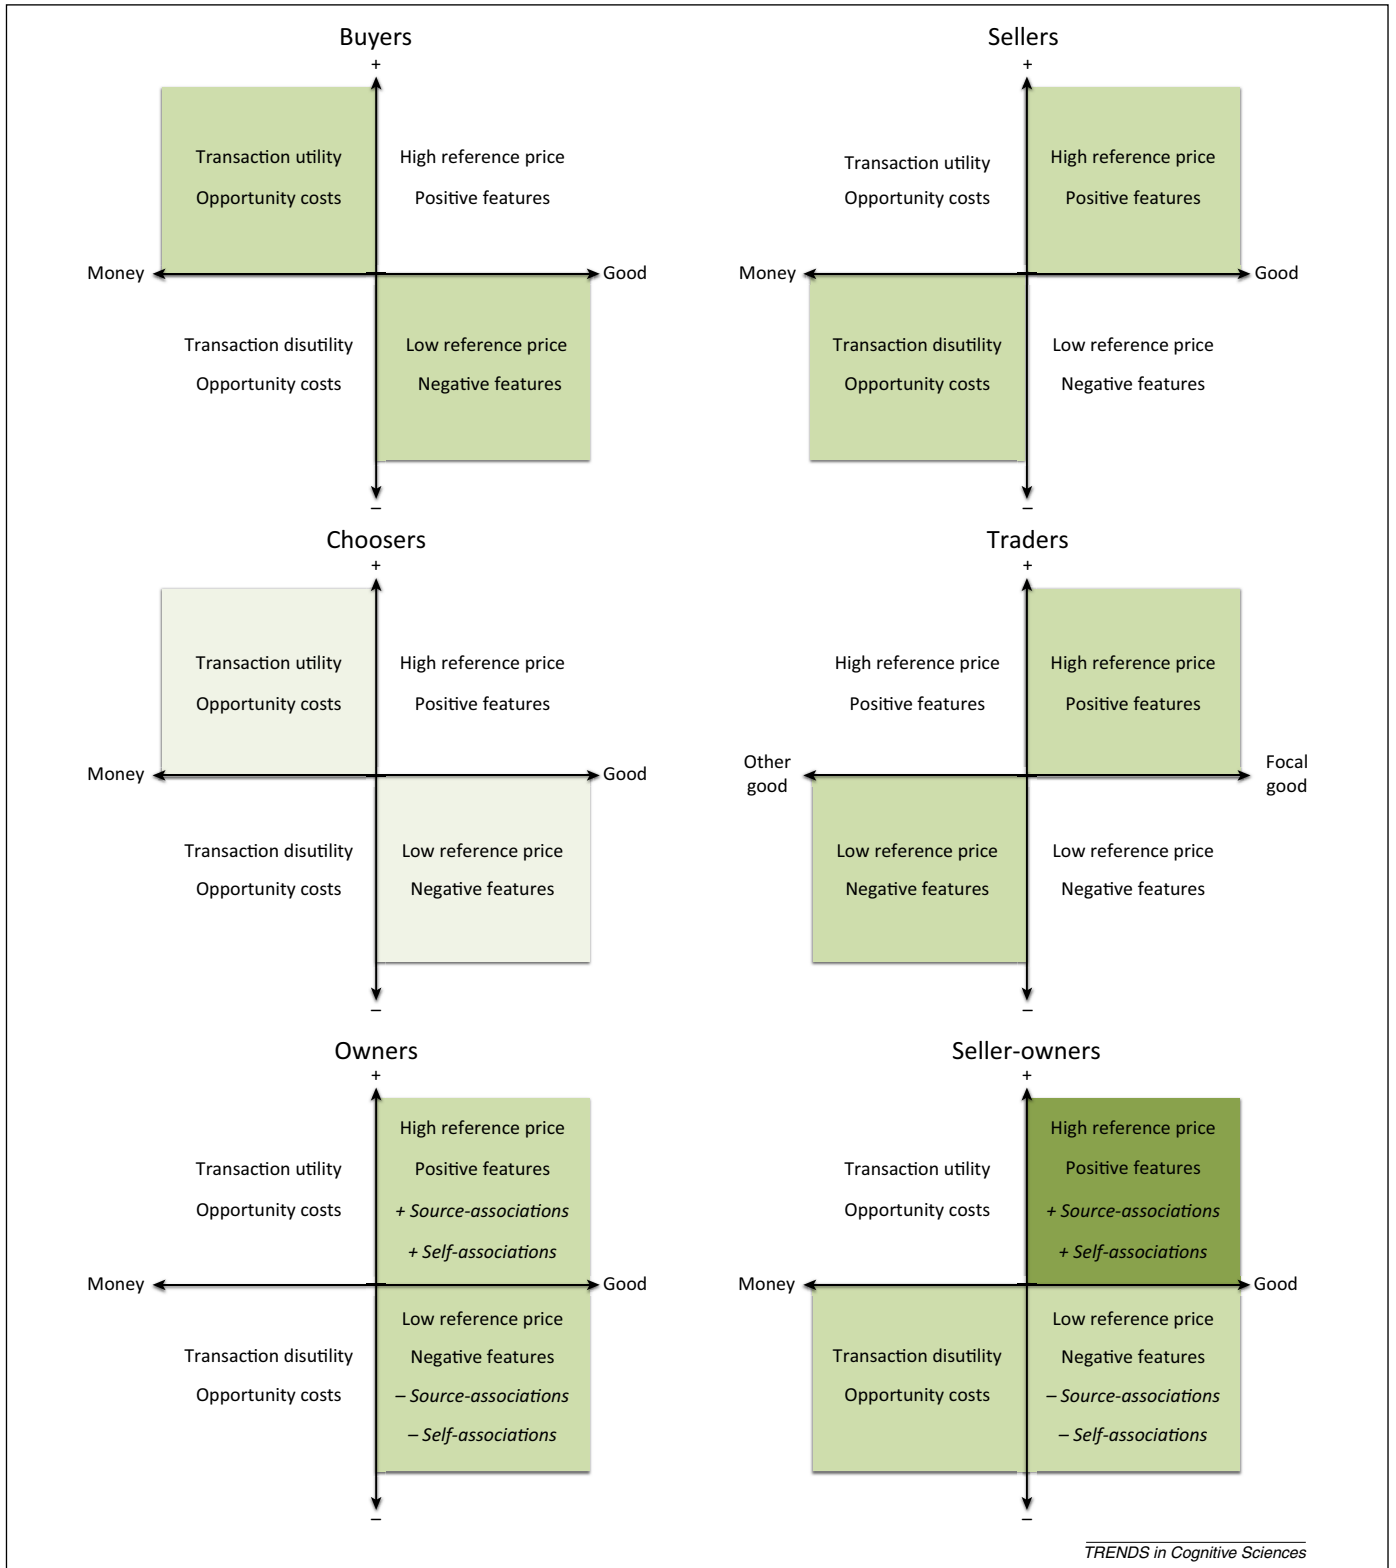 Buyers
+
Transaction utility
Opportunity costs
High reference price
Positive features
Money
Good
Transaction disutility
Opportunity costs
Low reference price
Negative features
–
Sellers
+
Transaction utility
Opportunity costs
High reference price
Positive features
Money
Good
Transaction disutility
Opportunity costs
Low reference price
Negative features
–
Choosers
+
Transaction utility
Opportunity costs
High reference price
Positive features
Money
Good
Transaction disutility
Opportunity costs
Low reference price
Negative features
–
Traders
+
High reference price
Positive features
High reference price
Positive features
Other
good
Focal
good
Low reference price
Negative features
Low reference price
Negative features
–
Owners
+
Transaction utility
Opportunity costs
High reference price
Positive features
+ Source-associations
+ Self-associations
Money
Good
Transaction disutility
Opportunity costs
Low reference price
Negative features
– Source-associations
– Self-associations
–
Seller-owners
+
Transaction utility
Opportunity costs
High reference price
Positive features
+ Source-associations
+ Self-associations
Money
Good
Transaction disutility
Opportunity costs
Low reference price
Negative features
– Source-associations
– Self-associations
–
TRENDS in Cognitive Sciences